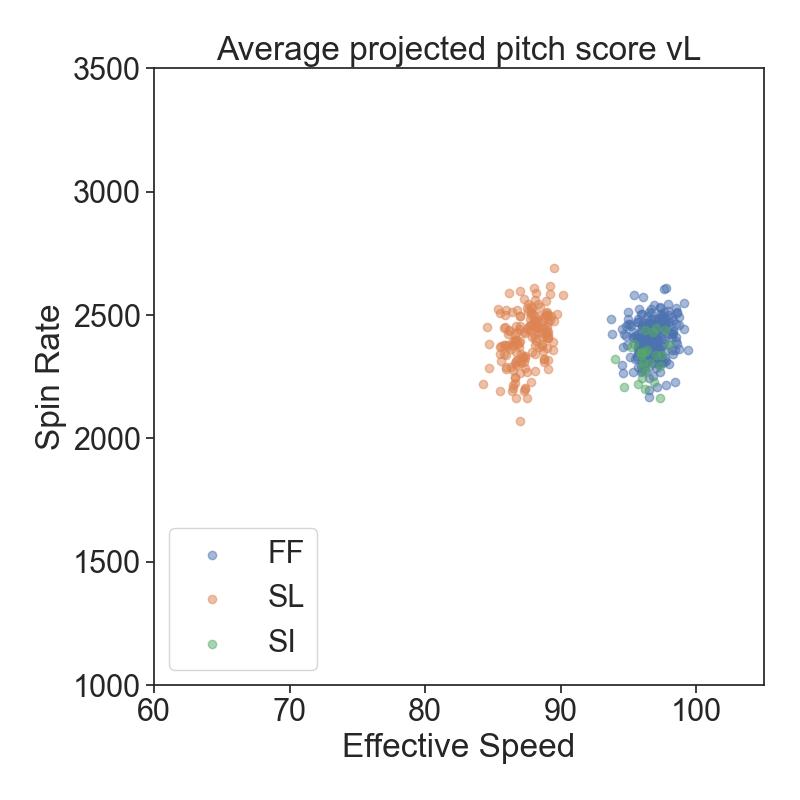 Average projected pitch score vL
3500
3000
2500
2000
1500
1000
Spin Rate
FF
SL
SI
60 70 80 90 100
Effective Speed